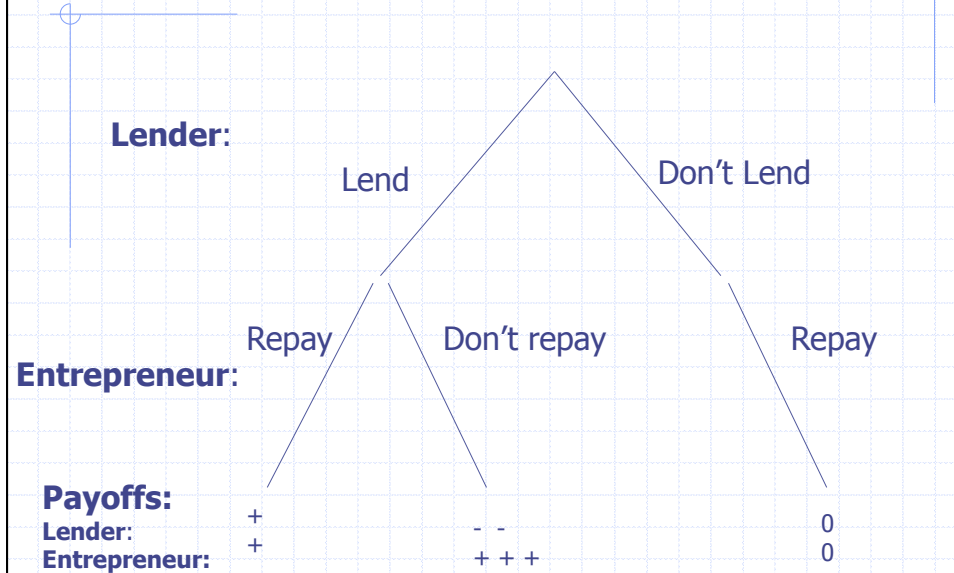 Lender:
Lend
Don't Lend
Repay
Don't repay
Repay
Entrepreneur:
Payoffs:
Lender: + - - 0
Entrepreneur: + + + + 0